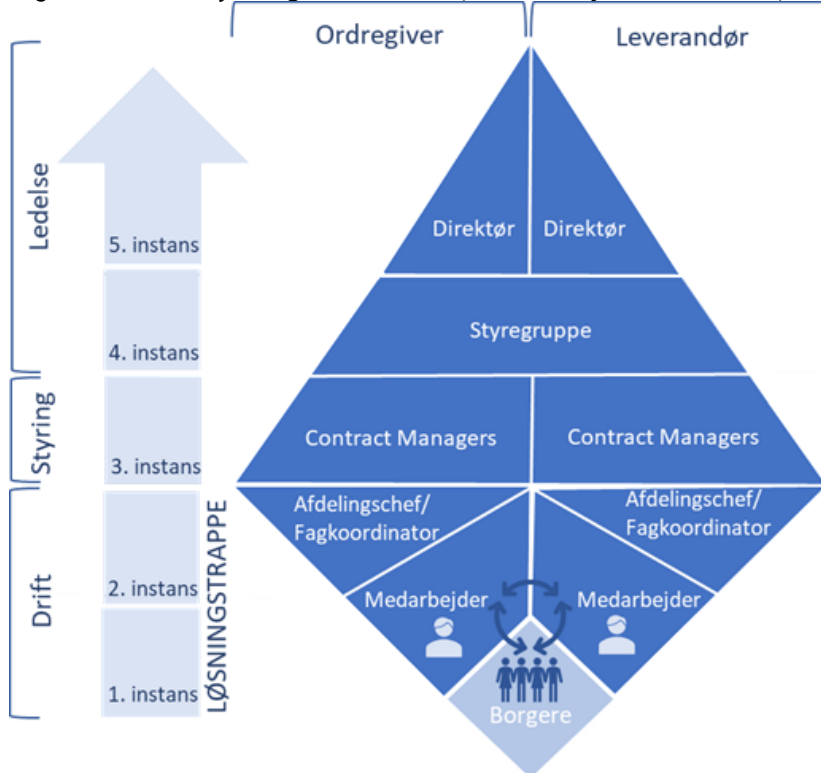 Ordregiver
Leverandør
Ledelse
Styring
Drift
5. instans
4. instans
3. instans
2. instans
1. instans
LØSNINGSTRAPPE
Direktør
Direktør
Styregruppe
Contract Managers
Contract Managers
Afdelingschef/
Fagkoordinator
Afdelingschef/
Fagkoordinator
Medarbejder
Medarbejder
Borgere